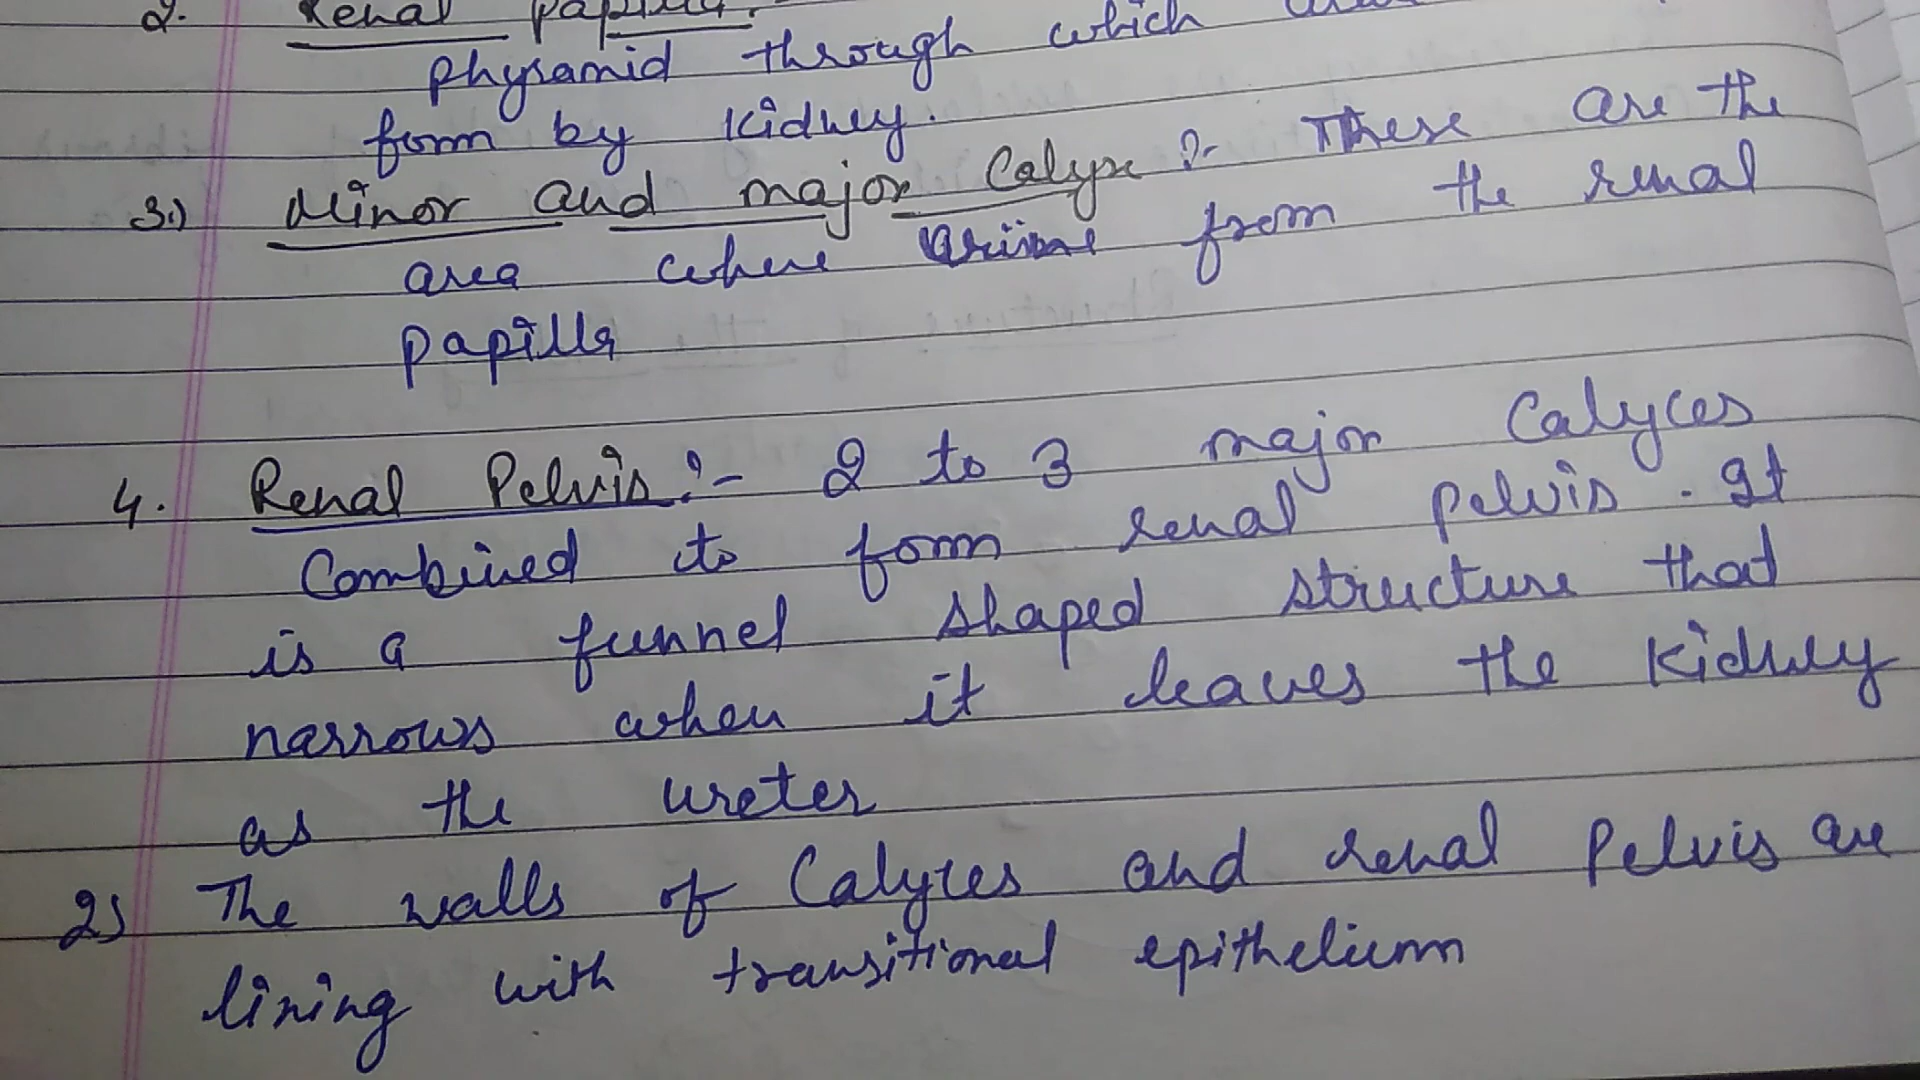 2. Renal papilla:-
physamid through which
form by kidney.
3.) Minor and major Calyx :- These are the
area where from the renal
papilla
4. Renal Pelvis :- 2 to 3 major Calyces
Combined to form renal pelvis. It
is a funnel shaped structure that
narrows when it leaves the kidney
as the ureter
2) The walls of Calyces and renal Pelvis are
lining with transitional epithelium